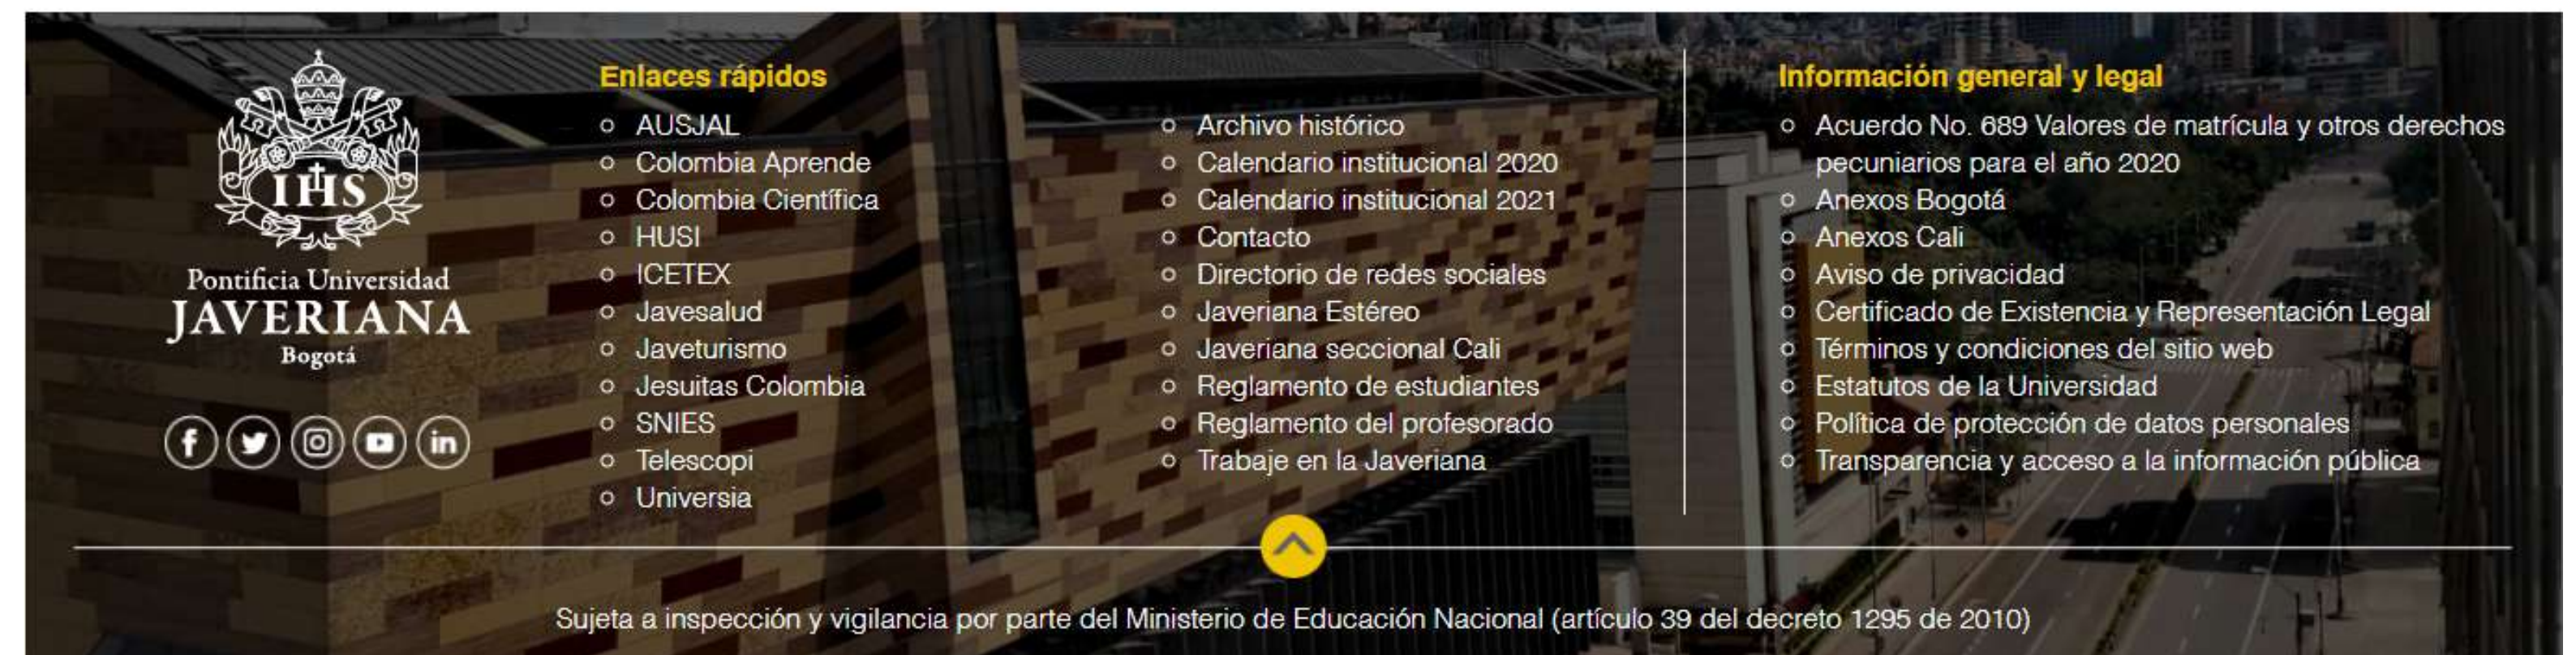 IHS
Pontificia Universidad
JAVERIANA
Bogotá
Enlaces rápidos
AUSJAL
Colombia Aprende
Colombia Científica
HUSI
ICETEX
Javesalud
Javeturismo
Jesuitas Colombia
SNIES
Telescopi
Universia
Archivo histórico
Calendario institucional 2020
Calendario institucional 2021
Contacto
Directorio de redes sociales
Javeriana Estéreo
Javeriana seccional Cali
Reglamento de estudiantes
Reglamento del profesorado
Trabaje en la Javeriana
Información general y legal
Acuerdo No. 689 Valores de matrícula y otros derechos
pecuniarios para el año 2020
Anexos Bogotá
Anexos Cali
Aviso de privacidad
Certificado de Existencia y Representación Legal
Términos y condiciones del sitio web
Estatutos de la Universidad
Política de protección de datos personales
Transparencia y acceso a la información pública
Sujeta a inspección y vigilancia por parte del Ministerio de Educación Nacional (artículo 39 del decreto 1295 de 2010)